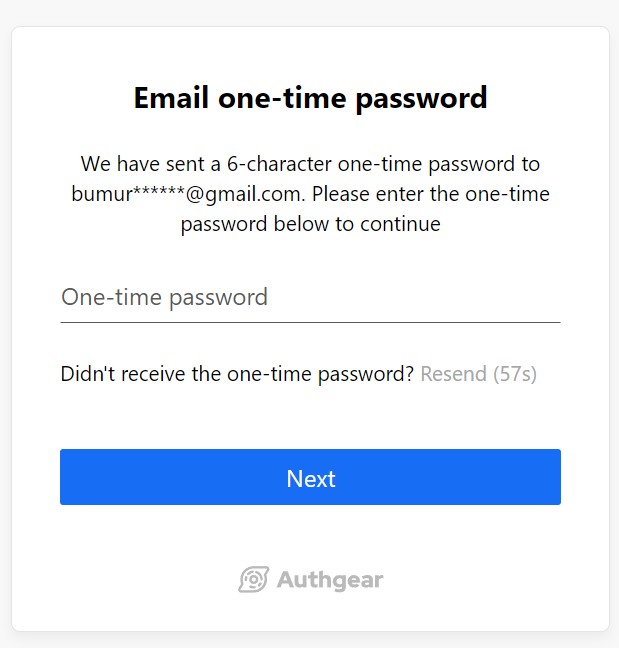 Email one-time password
We have sent a 6-character one-time password to
bumur******@gmail.com. Please enter the one-time
password below to continue
One-time password
Didn't receive the one-time password? Resend (57s)
Next
Authgear